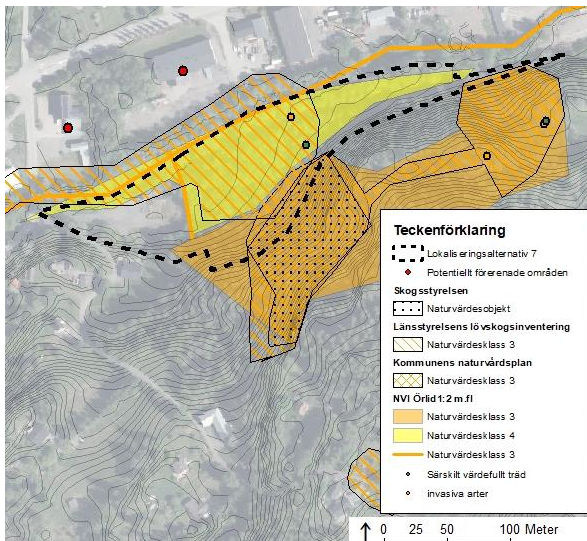 Teckenförklaring
Lokaliseringsalternativ 7
Potentiellt förerenade områden
Skogsstyrelsen
Naturvärdesobjekt
Länsstyrelsens lövskogsinventering
Naturvärdesklass 3
Kommunens naturvårdsplan
Naturvärdesklass 3
NVI Örlid 1:2 m.fl
Naturvärdesklass 3
Naturvärdesklass 4
Naturvärdesklass 3
Särskilt värdefullt träd
invasiva arter
0 25 50 100 Meter